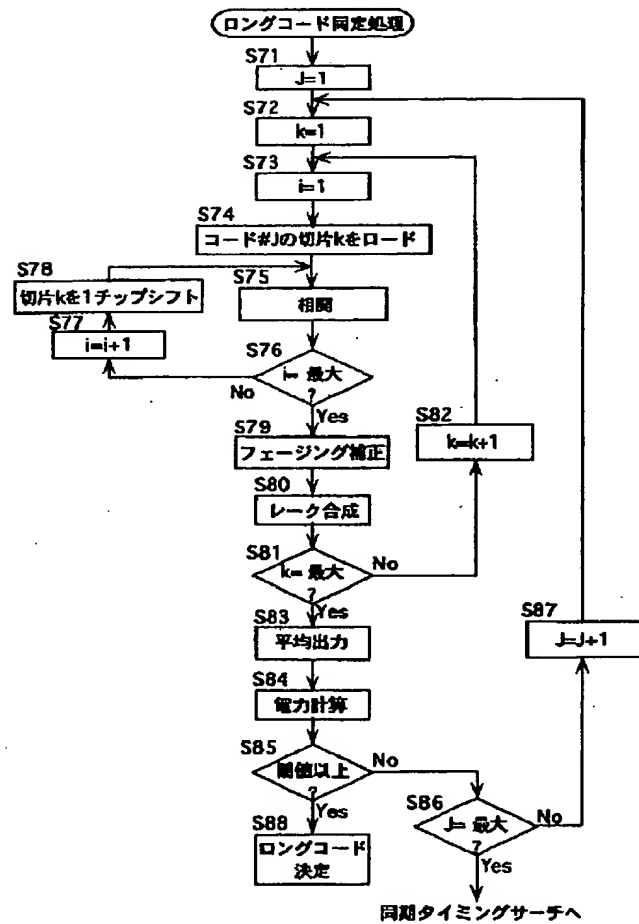 ロングコード同定処理
S71
J=1
S72
k=1
S73
i=1
S74
コード#Jの切片kをロード
S78
切片kを1チップシフト
S75
相関
S77
i=i+1
S76
i= 最大
?
No
Yes
S79
フェージング補正
S82
k=k+1
S80
レーク合成
S81
k= 最大
?
No
Yes
S83
平均出力
S87
J=J+1
S84
電力計算
S85
閾値以上
?
No
Yes
S86
J= 最大
?
No
Yes
S88
ロングコード
決定
同期タイミングサーチへ